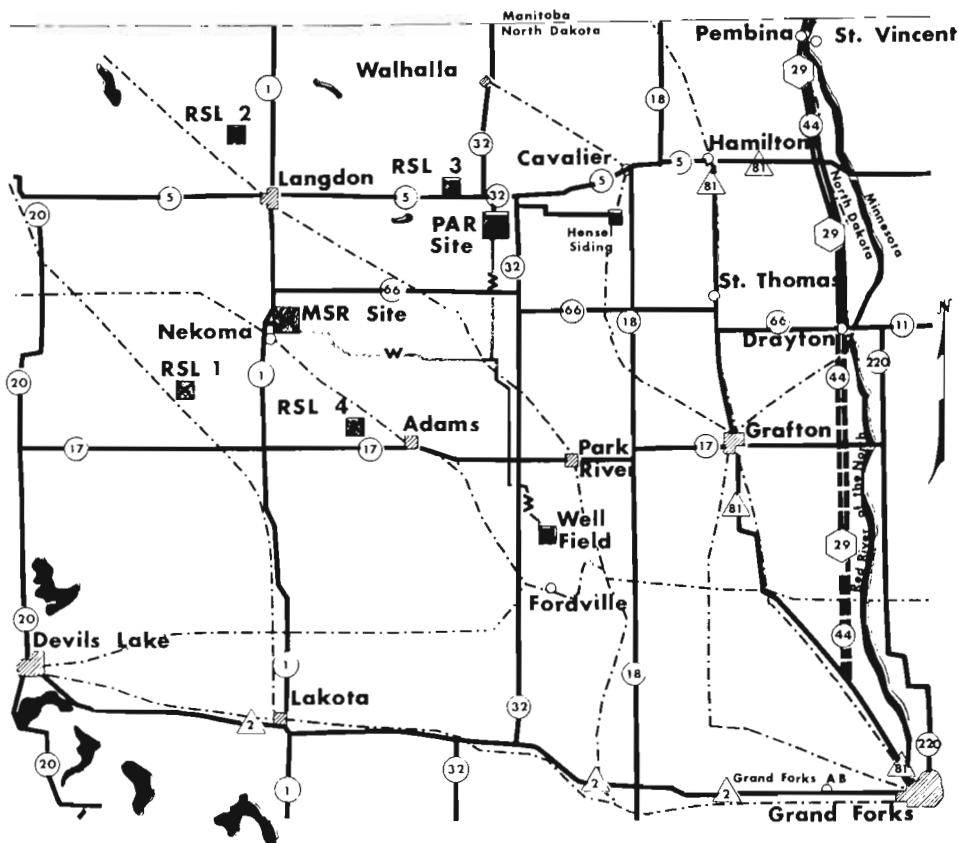 Manitoba
North Dakota
Pembina
St. Vincent
29
Walhalla
1
18
44
RSL 2
32
Hamilton
RSL 3
Cavalier
5
5
81
81
Langdon
5
5
5
32
20
PAR
Site
Hensel
Siding
North Dakota
Minnesota
29
32
W
St. Thomas
66
MSR Site
66
18
66
11
Nekoma
Drayton
W
RSL 1
1
20
44
220
RSL 4
Adams
Grafton
17
17
Park
River
17
Red River of the North
W
81
Well
Field
29
Fordville
20
44
Devils Lake
1
18
Lakota
2
32
220
20
32
81
1
2
2
Grand Forks AB
Grand Forks
N